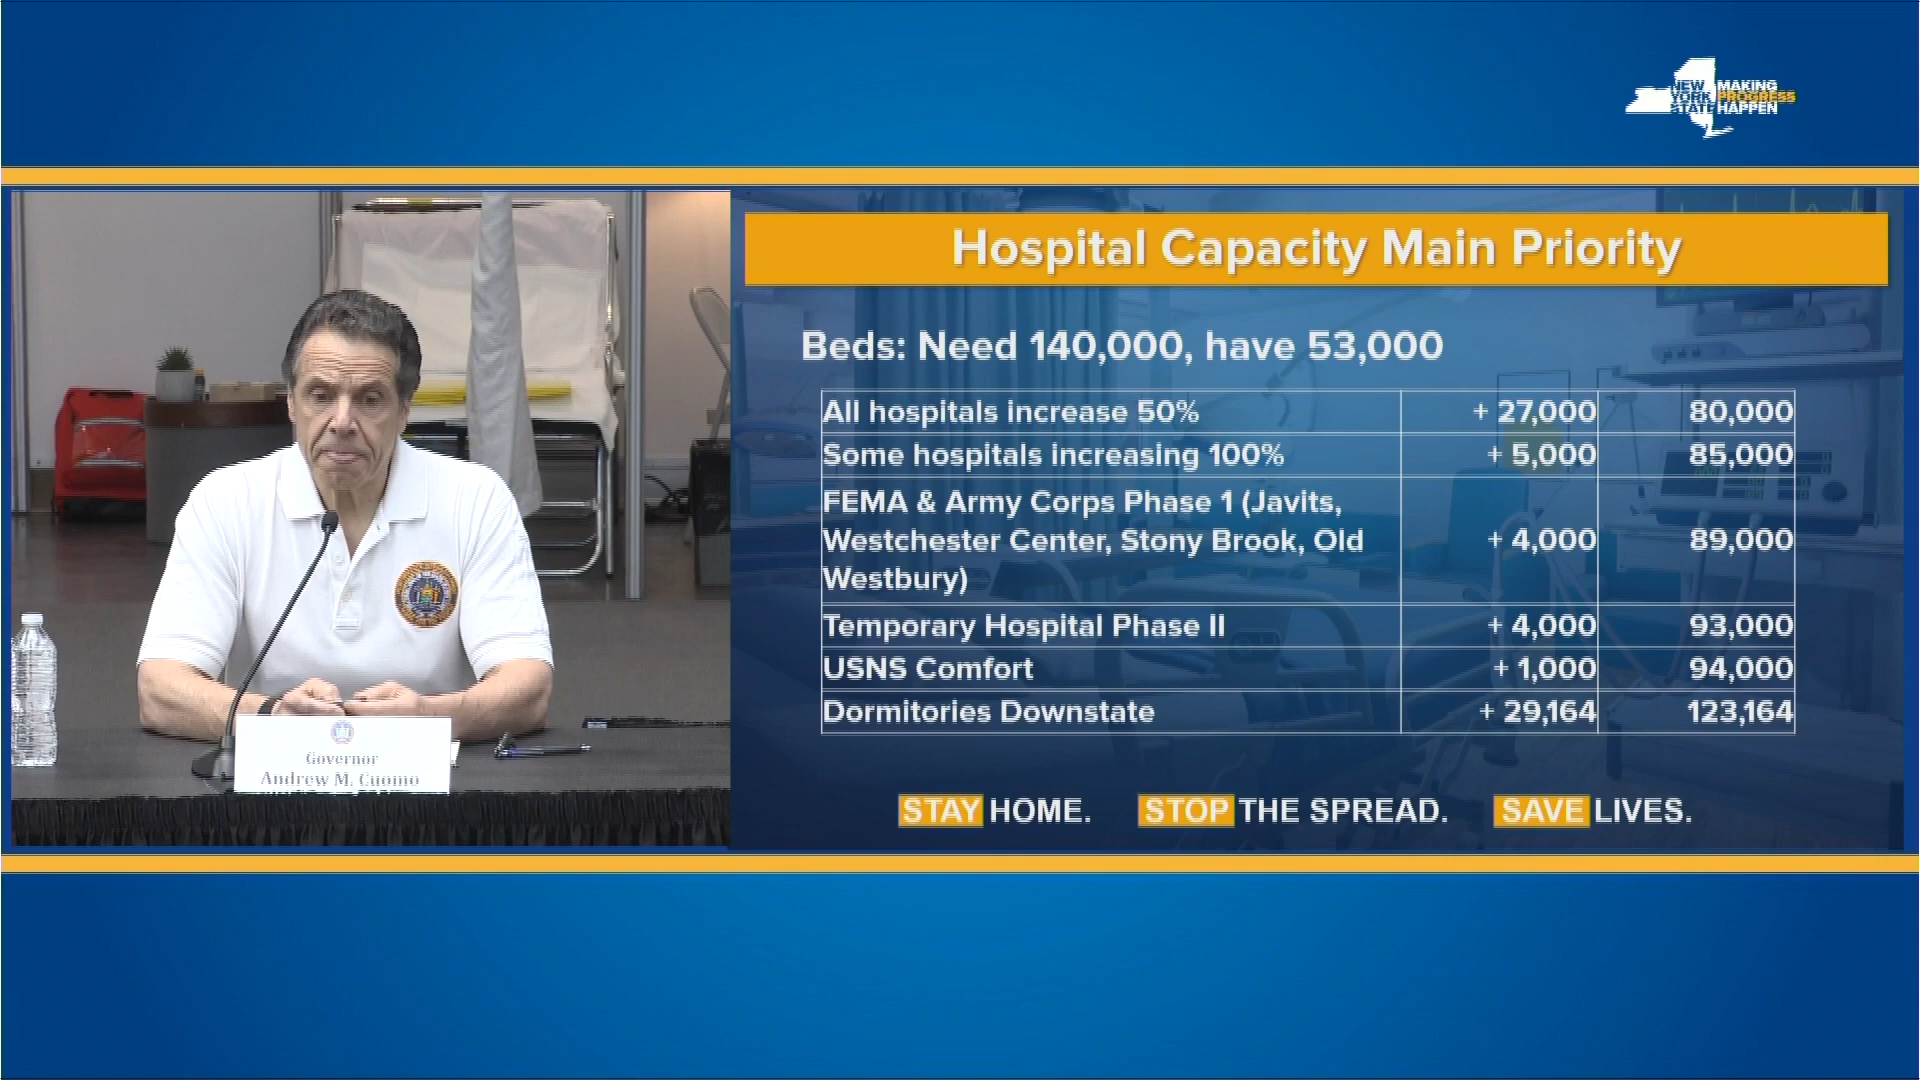 NEW
YORK
STATE
MAKING
PROGRESS
HAPPEN
Hospital Capacity Main Priority
Beds: Need 140,000, have 53,000
All hospitals increase 50% + 27,000 80,000
Some hospitals increasing 100% + 5,000 85,000
FEMA & Army Corps Phase 1 (Javits,
Westchester Center, Stony Brook, Old + 4,000 89,000
Westbury)
Temporary Hospital Phase II + 4,000 93,000
USNS Comfort + 1,000 94,000
Dormitories Downstate + 29,164 123,164
STAY HOME. STOP THE SPREAD. SAVE LIVES.
Governor
Andrew M. Cuomo